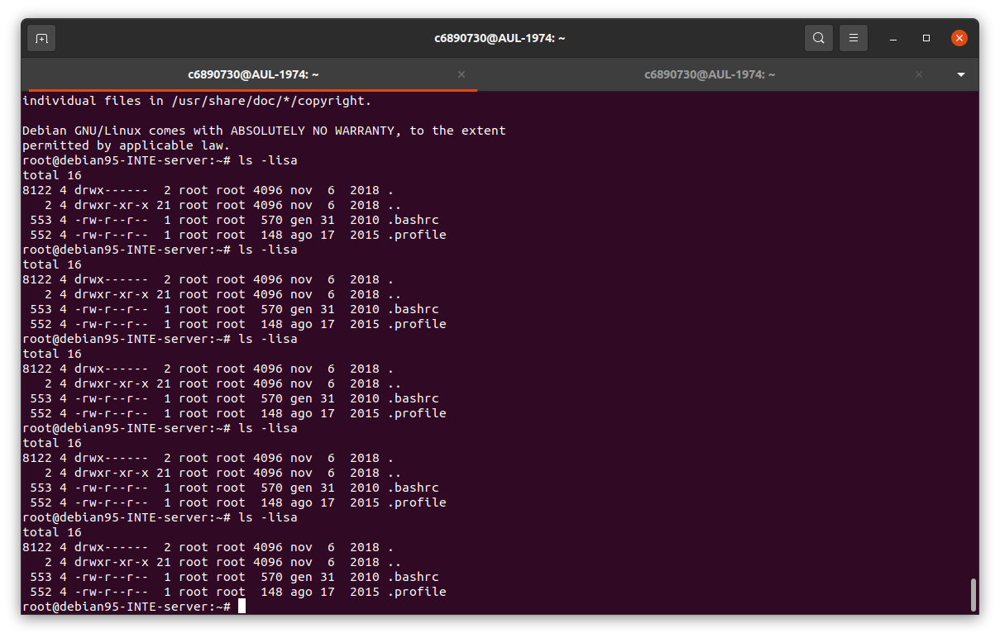 c6890730@AUL-1974: ~
c6890730@AUL-1974: ~
c6890730@AUL-1974: ~
individual files in /usr/share/doc/*/copyright.
Debian GNU/Linux comes with ABSOLUTELY NO WARRANTY, to the extent
permitted by applicable law.
root@debian95-INTE-server:~# ls -lisa
total 16
8122 4 drwx------  2 root root 4096 nov  6  2018 .
   2 4 drwxr-xr-x 21 root root 4096 nov  6  2018 ..
 553 4 -rw-r--r--  1 root root  570 gen 31  2010 .bashrc
 552 4 -rw-r--r--  1 root root  148 ago 17  2015 .profile
root@debian95-INTE-server:~# ls -lisa
total 16
8122 4 drwx------  2 root root 4096 nov  6  2018 .
   2 4 drwxr-xr-x 21 root root 4096 nov  6  2018 ..
 553 4 -rw-r--r--  1 root root  570 gen 31  2010 .bashrc
 552 4 -rw-r--r--  1 root root  148 ago 17  2015 .profile
root@debian95-INTE-server:~# ls -lisa
total 16
8122 4 drwx------  2 root root 4096 nov  6  2018 .
   2 4 drwxr-xr-x 21 root root 4096 nov  6  2018 ..
 553 4 -rw-r--r--  1 root root  570 gen 31  2010 .bashrc
 552 4 -rw-r--r--  1 root root  148 ago 17  2015 .profile
root@debian95-INTE-server:~# ls -lisa
total 16
8122 4 drwx------  2 root root 4096 nov  6  2018 .
   2 4 drwxr-xr-x 21 root root 4096 nov  6  2018 ..
 553 4 -rw-r--r--  1 root root  570 gen 31  2010 .bashrc
 552 4 -rw-r--r--  1 root root  148 ago 17  2015 .profile
root@debian95-INTE-server:~# ls -lisa
total 16
8122 4 drwx------  2 root root 4096 nov  6  2018 .
   2 4 drwxr-xr-x 21 root root 4096 nov  6  2018 ..
 553 4 -rw-r--r--  1 root root  570 gen 31  2010 .bashrc
 552 4 -rw-r--r--  1 root root  148 ago 17  2015 .profile
root@debian95-INTE-server:~#